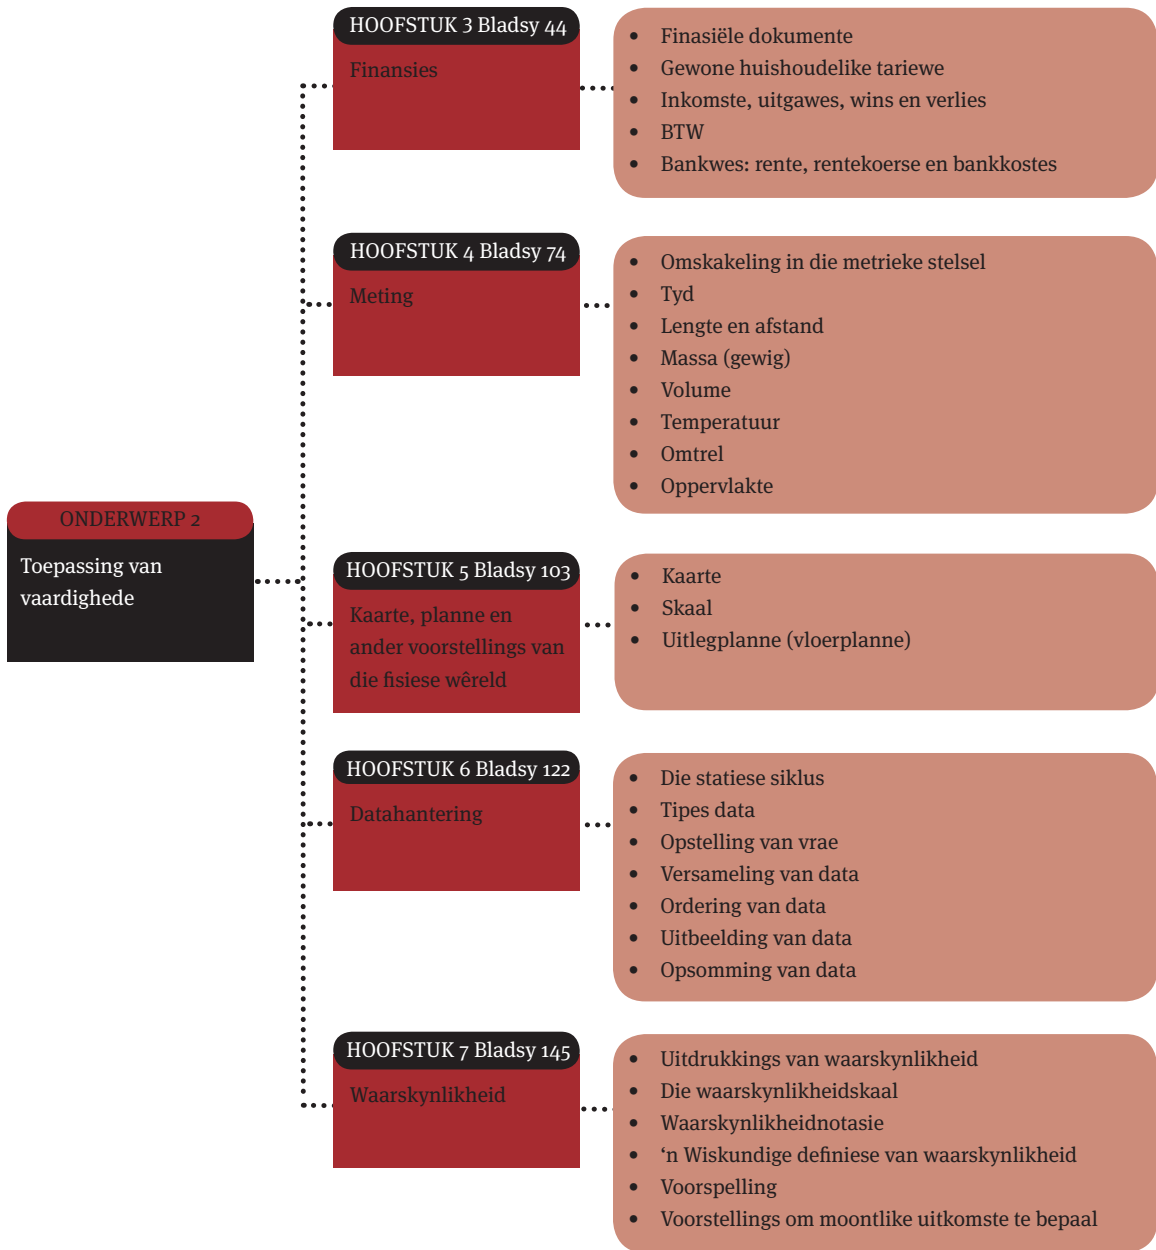 ONDERWERP 2
Toepassing van
vaardighede
HOOFSTUK 3 Bladsy 44
Finansies
• Finasiële dokumente
• Gewone huishoudelike tariewe
• Inkomste, uitgawes, wins en verlies
• BTW
• Bankwes: rente, rentekoerse en bankkostes
HOOFSTUK 4 Bladsy 74
Meting
• Omskakeling in die metrieke stelsel
• Tyd
• Lengte en afstand
• Massa (gewig)
• Volume
• Temperatuur
• Omtrel
• Oppervlakte
HOOFSTUK 5 Bladsy 103
Kaarte, planne en
ander voorstellings van
die fisiese wêreld
• Kaarte
• Skaal
• Uitlegplanne (vloerplanne)
HOOFSTUK 6 Bladsy 122
Datahantering
• Die statiese siklus
• Tipes data
• Opstelling van vrae
• Versameling van data
• Ordering van data
• Uitbeelding van data
• Opsomming van data
HOOFSTUK 7 Bladsy 145
Waarskynlikheid
• Uitdrukkings van waarskynlikheid
• Die waarskynlikheidskaal
• Waarskynlikheidnotasie
• ‘n Wiskundige definiese van waarskynlikheid
• Voorspelling
• Voorstellings om moontlike uitkomste te bepaal